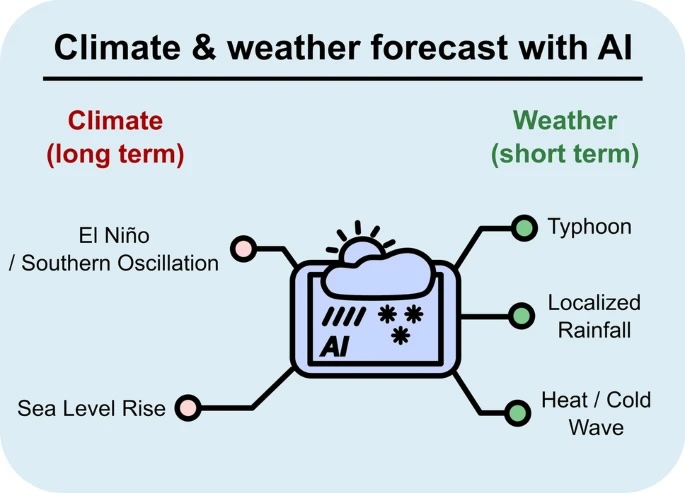 Climate & weather forecast with AI
Climate
(long term)
Weather
(short term)
El Niño
/ Southern Oscillation
Sea Level Rise
AI
Typhoon
Localized
Rainfall
Heat / Cold
Wave